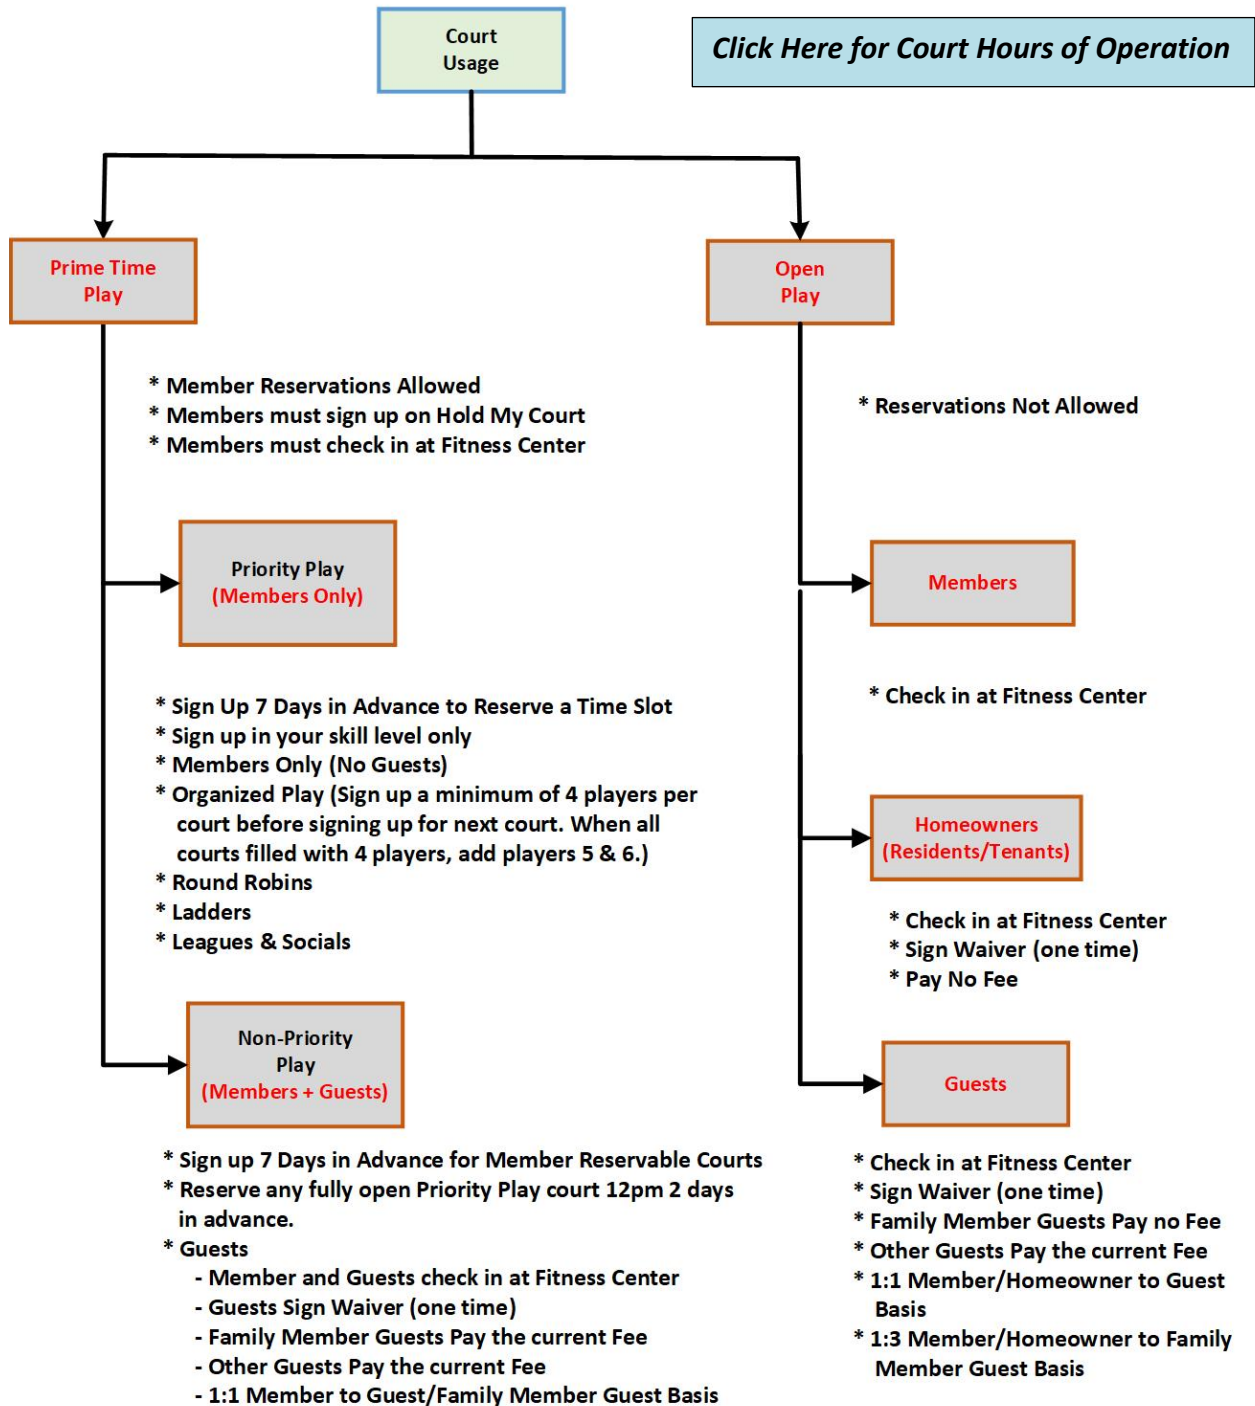 Court
Usage
Click Here for Court Hours of Operation
Prime Time
Play
* Member Reservations Allowed
* Members must sign up on Hold My Court
* Members must check in at Fitness Center
Priority Play
(Members Only)
* Sign Up 7 Days in Advance to Reserve a Time Slot
* Sign up in your skill level only
* Members Only (No Guests)
* Organized Play (Sign up a minimum of 4 players per
court before signing up for next court. When all
courts filled with 4 players, add players 5 & 6.)
* Round Robins
* Ladders
* Leagues & Socials
Non-Priority
Play
(Members + Guests)
* Sign up 7 Days in Advance for Member Reservable Courts
* Reserve any fully open Priority Play court 12pm 2 days
in advance.
* Guests
- Member and Guests check in at Fitness Center
- Guests Sign Waiver (one time)
- Family Member Guests Pay the current Fee
- Other Guests Pay the current Fee
- 1:1 Member to Guest/Family Member Guest Basis
Open
Play
* Reservations Not Allowed
Members
* Check in at Fitness Center
Homeowners
(Residents/Tenants)
* Check in at Fitness Center
* Sign Waiver (one time)
* Pay No Fee
Guests
* Check in at Fitness Center
* Sign Waiver (one time)
* Family Member Guests Pay no Fee
* Other Guests Pay the current Fee
* 1:1 Member/Homeowner to Guest
Basis
* 1:3 Member/Homeowner to Family
Member Guest Basis